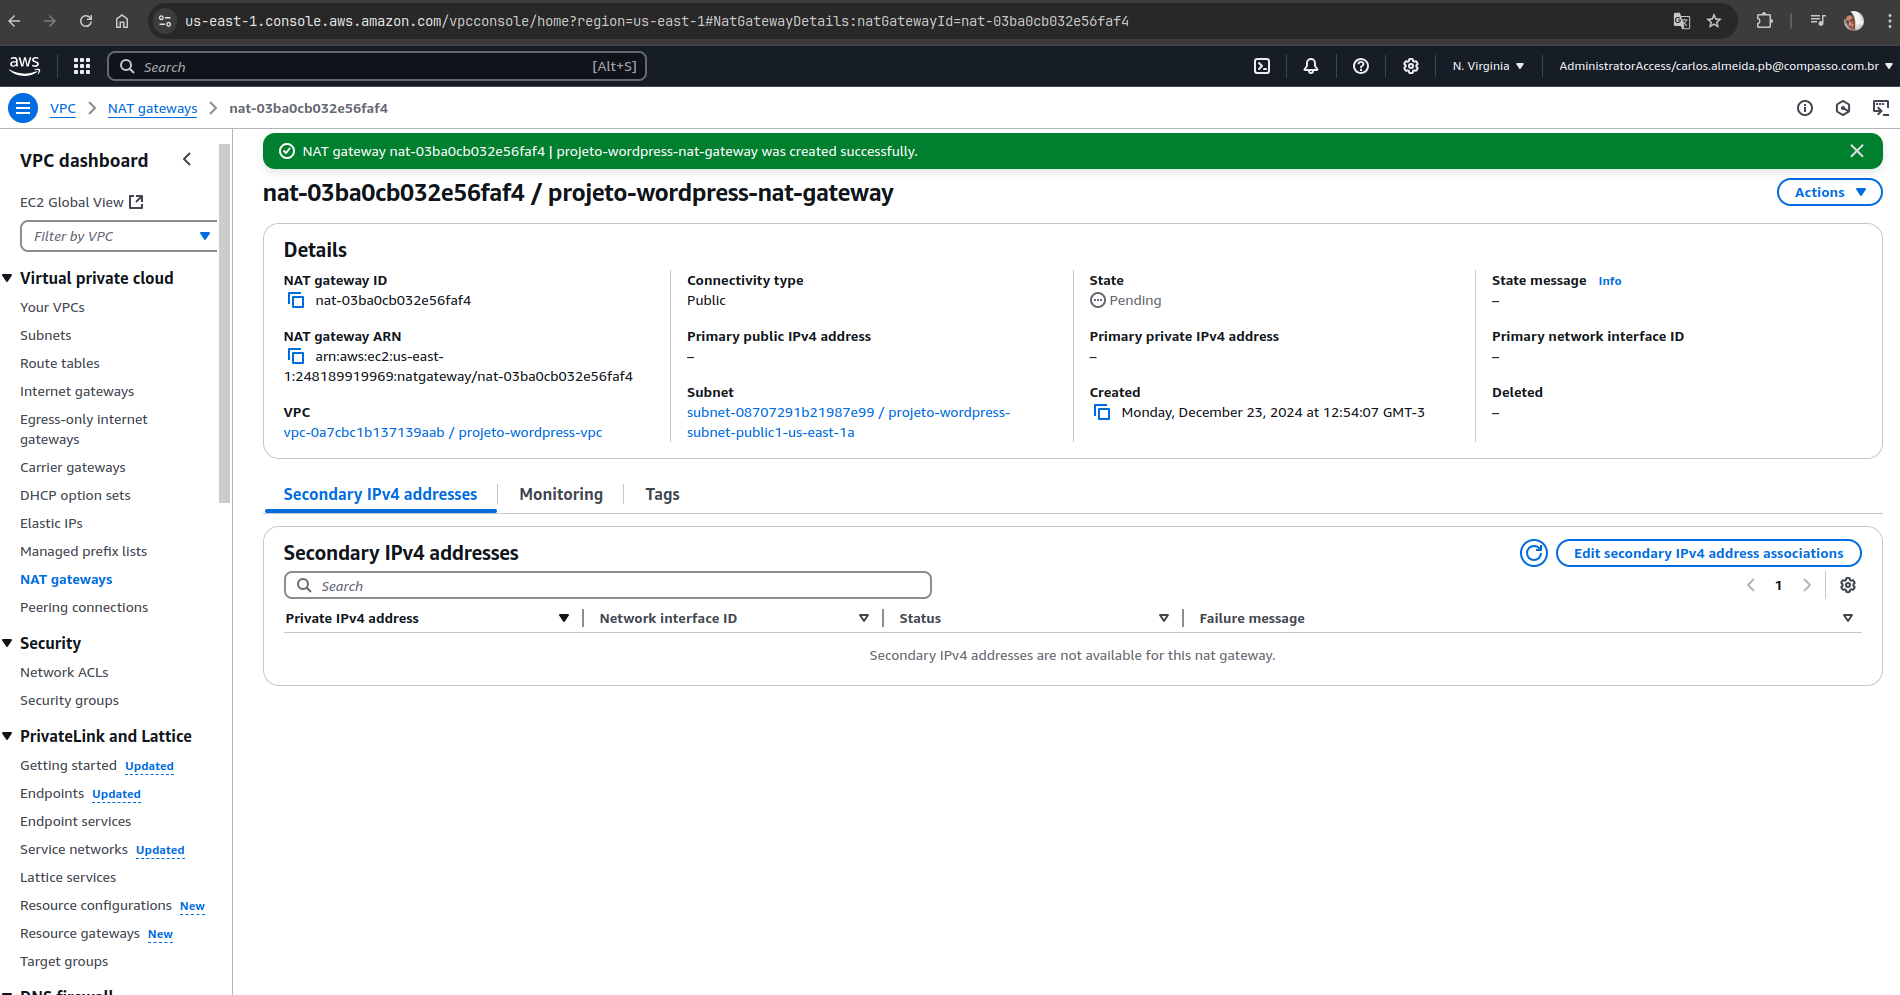 us-east-1.console.aws.amazon.com/vpcconsole/home?region=us-east-1#NatGatewayDetails:natGatewayId=nat-03ba0cb032e56faf4
aws
Search [Alt+S]
N. Virginia
AdministratorAccess/carlos.almeida.pb@compasso.com.br
VPC
NAT gateways
nat-03ba0cb032e56faf4
VPC dashboard
EC2 Global View
Filter by VPC
Virtual private cloud
Your VPCs
Subnets
Route tables
Internet gateways
Egress-only internet
gateways
Carrier gateways
DHCP option sets
Elastic IPs
Managed prefix lists
NAT gateways
Peering connections
Security
Network ACLs
Security groups
PrivateLink and Lattice
Getting started Updated
Endpoints Updated
Endpoint services
Service networks Updated
Lattice services
Resource configurations New
Resource gateways New
Target groups
DNS firewall
NAT gateway nat-03ba0cb032e56faf4 | projeto-wordpress-nat-gateway was created successfully.
nat-03ba0cb032e56faf4 / projeto-wordpress-nat-gateway
Actions
Details
NAT gateway ID
nat-03ba0cb032e56faf4
NAT gateway ARN
arn:aws:ec2:us-east-
1:248189919969:natgateway/nat-03ba0cb032e56faf4
VPC
vpc-0a7cbc1b137139aab / projeto-wordpress-vpc
Connectivity type
Public
Primary public IPv4 address
–
Subnet
subnet-08707291b21987e99 / projeto-wordpress-
subnet-public1-us-east-1a
State
Pending
Primary private IPv4 address
–
Created
Monday, December 23, 2024 at 12:54:07 GMT-3
State message Info
–
Primary network interface ID
–
Deleted
–
Secondary IPv4 addresses
Monitoring
Tags
Secondary IPv4 addresses
Edit secondary IPv4 address associations
Search
1
Private IPv4 address
Network interface ID
Status
Failure message
Secondary IPv4 addresses are not available for this nat gateway.